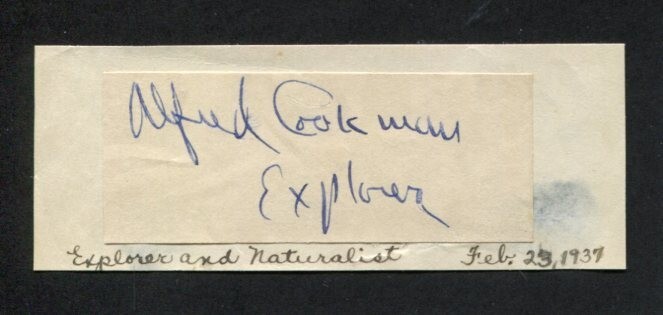 Alfred Cookman
Explorer
Explorer and Naturalist Feb. 23, 1937